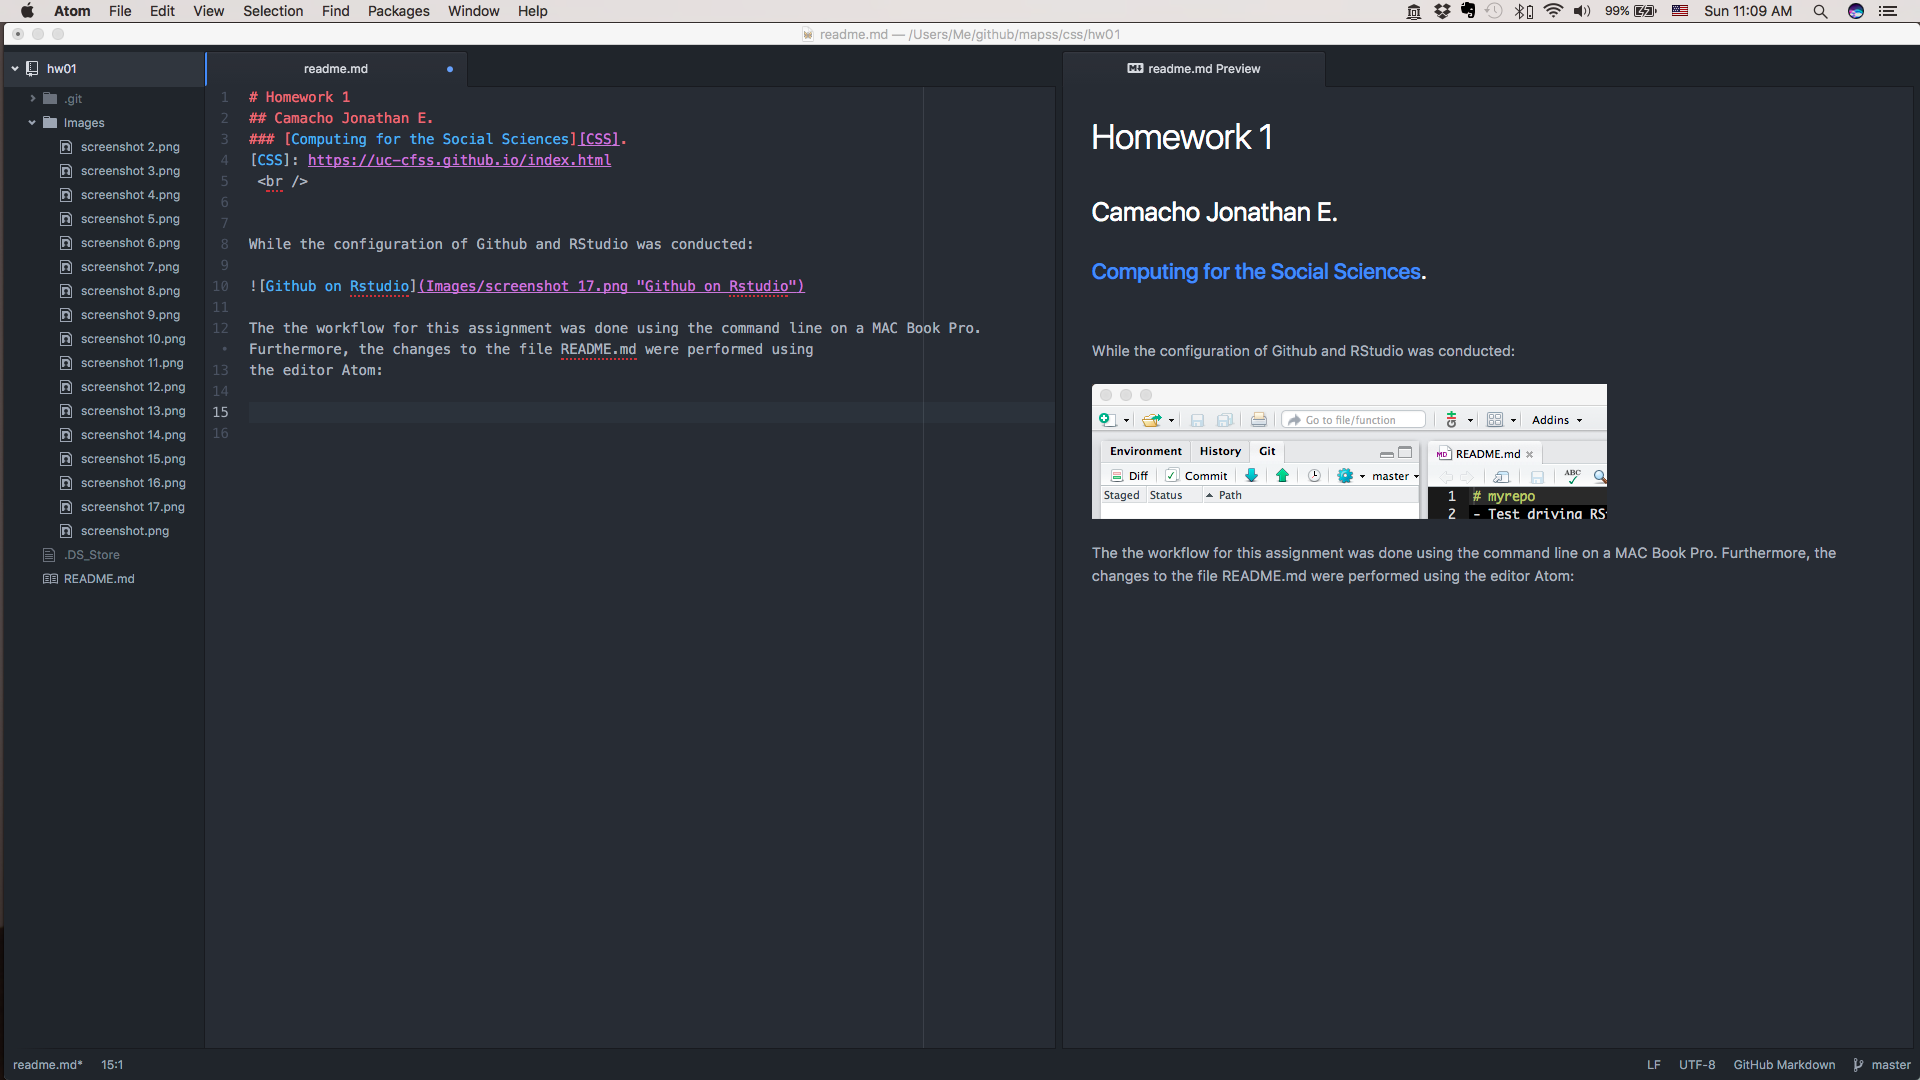 Atom File Edit View Selection Find Packages Window Help
99% Sun 11:09 AM
readme.md — /Users/Me/github/mapss/css/hw01
hw01
.git
Images
screenshot 2.png
screenshot 3.png
screenshot 4.png
screenshot 5.png
screenshot 6.png
screenshot 7.png
screenshot 8.png
screenshot 9.png
screenshot 10.png
screenshot 11.png
screenshot 12.png
screenshot 13.png
screenshot 14.png
screenshot 15.png
screenshot 16.png
screenshot 17.png
screenshot.png
.DS_Store
README.md
readme.md
1 # Homework 1
2 ## Camacho Jonathan E.
3 ### [Computing for the Social Sciences][CSS].
4 [CSS]: https://uc-cfss.github.io/index.html
5 <br />
6
7
8 While the configuration of Github and RStudio was conducted:
9
10 ![Github on Rstudio](Images/screenshot 17.png "Github on Rstudio")
11
12 The the workflow for this assignment was done using the command line on a MAC Book Pro.
• Furthermore, the changes to the file README.md were performed using
13 the editor Atom:
14
15
16
readme.md Preview
Homework 1
Camacho Jonathan E.
Computing for the Social Sciences.
While the configuration of Github and RStudio was conducted:
Go to file/function Addins
Environment History Git
Diff Commit master
Staged Status Path
README.md
ABC
1 # myrepo
2 - Test driving RS
The the workflow for this assignment was done using the command line on a MAC Book Pro. Furthermore, the
changes to the file README.md were performed using the editor Atom:
readme.md* 15:1
LF UTF-8 GitHub Markdown master